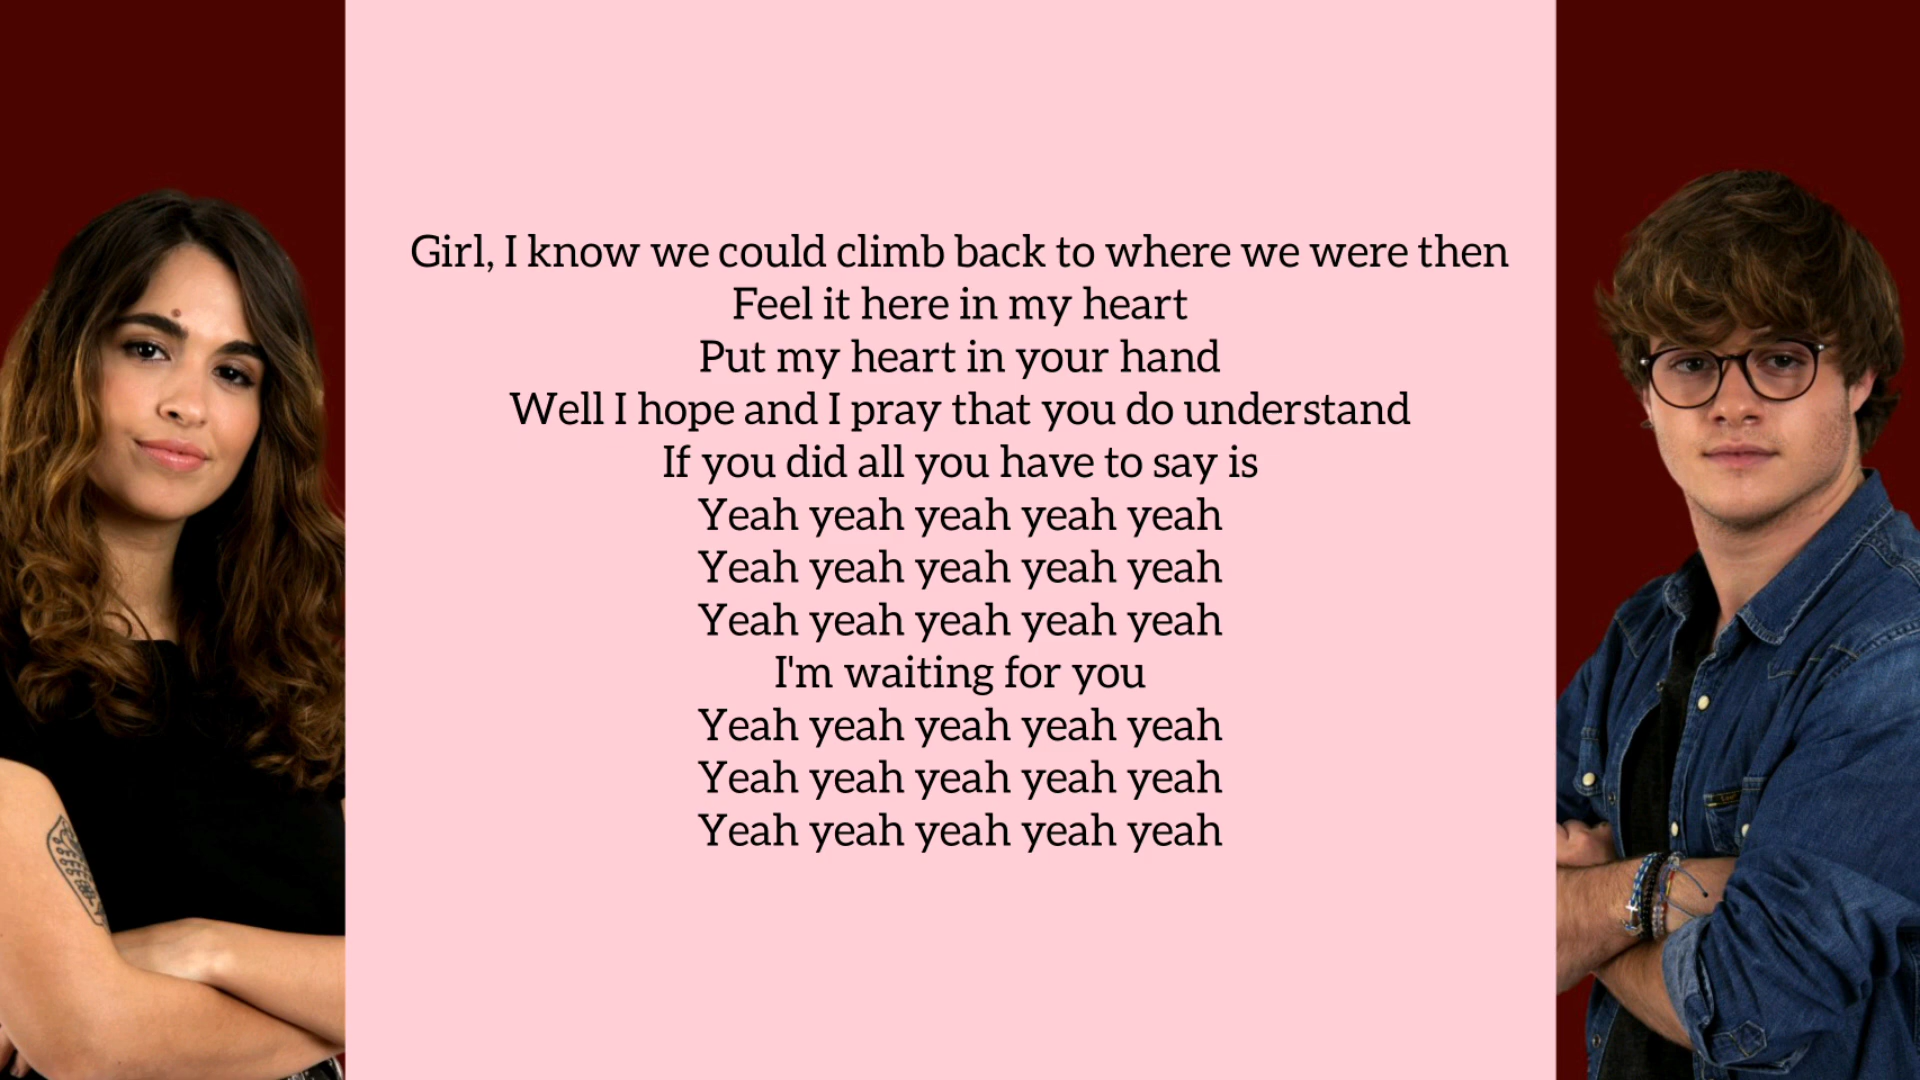 Girl, I know we could climb back to where we were then
Feel it here in my heart
Put my heart in your hand
Well I hope and I pray that you do understand
If you did all you have to say is
Yeah yeah yeah yeah yeah
Yeah yeah yeah yeah yeah
Yeah yeah yeah yeah yeah
I'm waiting for you
Yeah yeah yeah yeah yeah
Yeah yeah yeah yeah yeah
Yeah yeah yeah yeah yeah